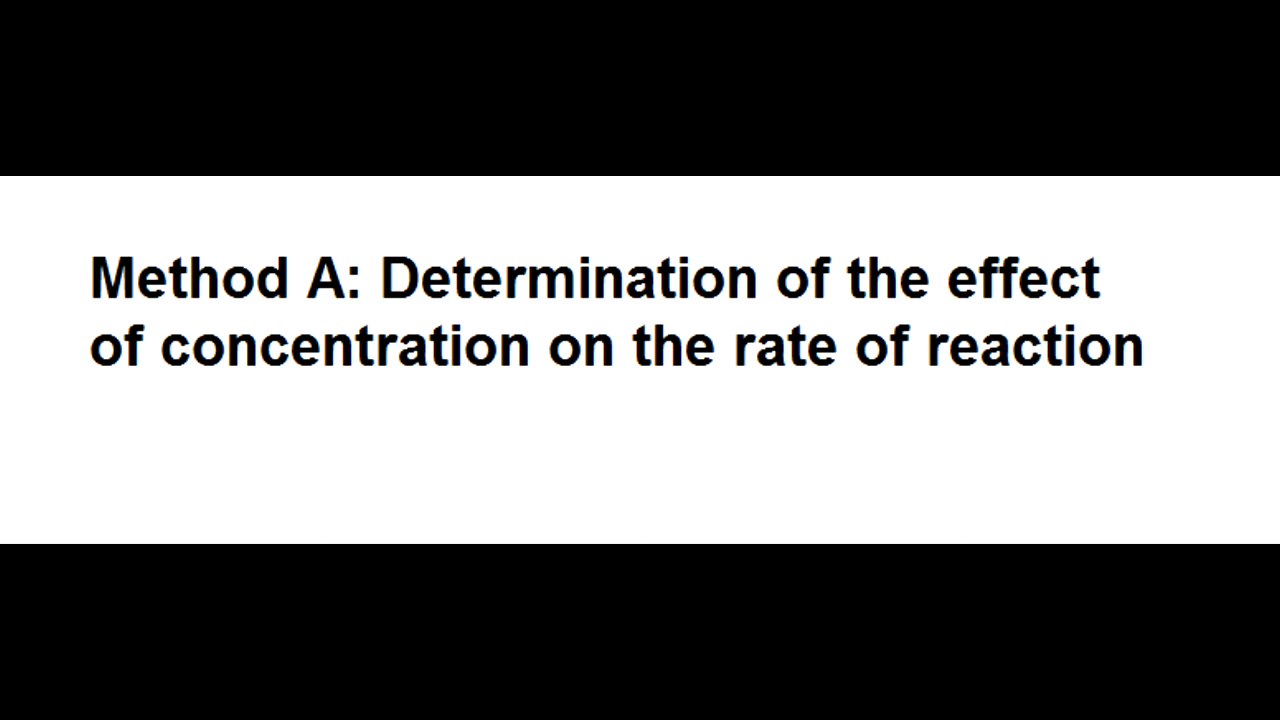 Method A: Determination of the effect
of concentration on the rate of reaction